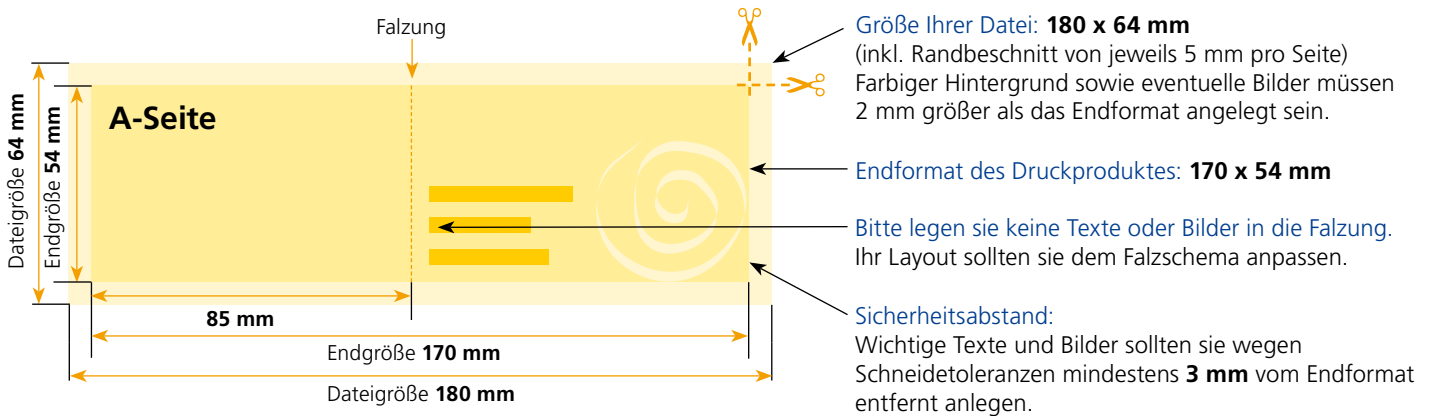 Falzung
A-Seite
Dateigröße 64 mm
Endgröße 54 mm
85 mm
Endgröße 170 mm
Dateigröße 180 mm
Größe Ihrer Datei: 180 x 64 mm
(inkl. Randbeschnitt von jeweils 5 mm pro Seite)
Farbiger Hintergrund sowie eventuelle Bilder müssen
2 mm größer als das Endformat angelegt sein.
Endformat des Druckproduktes: 170 x 54 mm
Bitte legen sie keine Texte oder Bilder in die Falzung.
Ihr Layout sollten sie dem Falzschema anpassen.
Sicherheitsabstand:
Wichtige Texte und Bilder sollten sie wegen
Schneidetoleranzen mindestens 3 mm vom Endformat
entfernt anlegen.